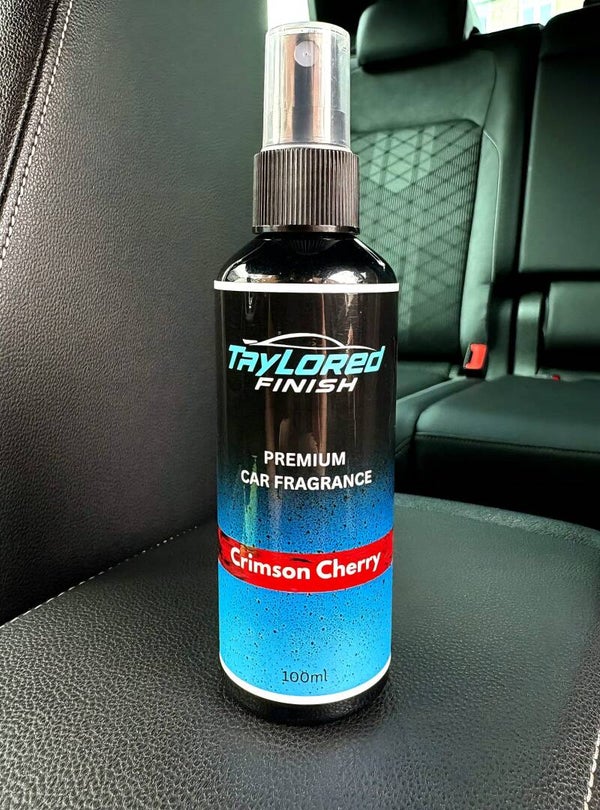 TayLored
FINISH
PREMIUM
CAR FRAGRANCE
Crimson Cherry
100ml